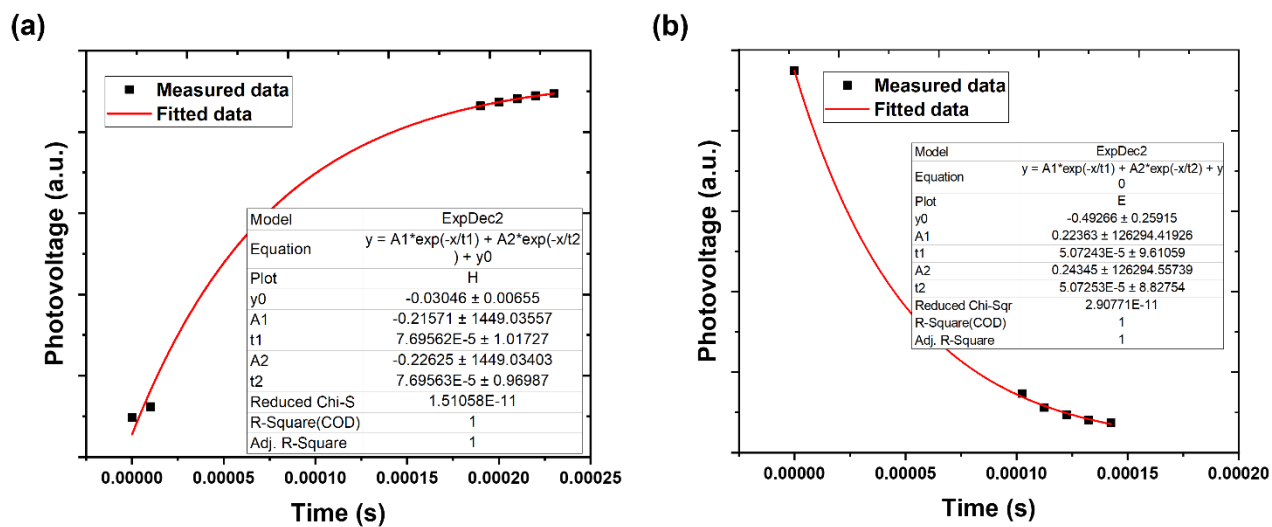 (a)
Measured data
Fitted data
Photovoltage (a.u.)
Model ExpDec2
Equation y = A1*exp(-x/t1) + A2*exp(-x/t2
) + y0
Plot H
y0 -0.03046 ± 0.00655
A1 -0.21571 ± 1449.03557
t1 7.69562E-5 ± 1.01727
A2 -0.22625 ± 1449.03403
t2 7.69563E-5 ± 0.96987
Reduced Chi-S 1.51058E-11
R-Square(COD) 1
Adj. R-Square 1
0.00000 0.00005 0.00010 0.00015 0.00020 0.00025
Time (s)
(b)
Measured data
Fitted data
Photovoltage (a.u.)
Model ExpDec2
Equation y = A1*exp(-x/t1) + A2*exp(-x/t2) + y
0
Plot E
y0 -0.49266 ± 0.25915
A1 0.22363 ± 126294.41926
t1 5.07243E-5 ± 9.61059
A2 0.24345 ± 126294.55739
t2 5.07253E-5 ± 8.82754
Reduced Chi-Sqr 2.90771E-11
R-Square(COD) 1
Adj. R-Square 1
0.00000 0.00005 0.00010 0.00015 0.00020
Time (s)